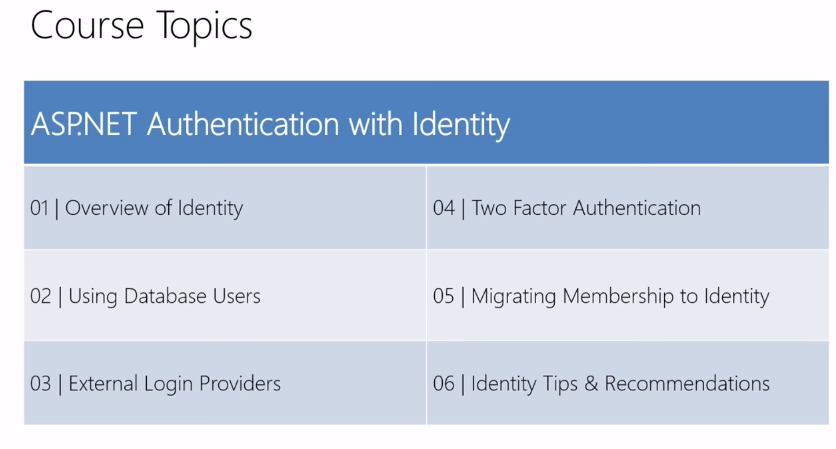 Course Topics
ASP.NET Authentication with Identity
01 | Overview of Identity
04 | Two Factor Authentication
02 | Using Database Users
05 | Migrating Membership to Identity
03 | External Login Providers
06 | Identity Tips & Recommendations